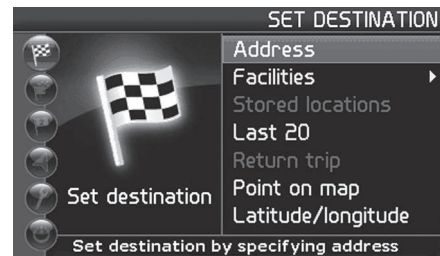 SET DESTINATION
Address
Facilities
Stored locations
Last 20
Return trip
Point on map
Latitude/longitude
Set destination
Set destination by specifying address